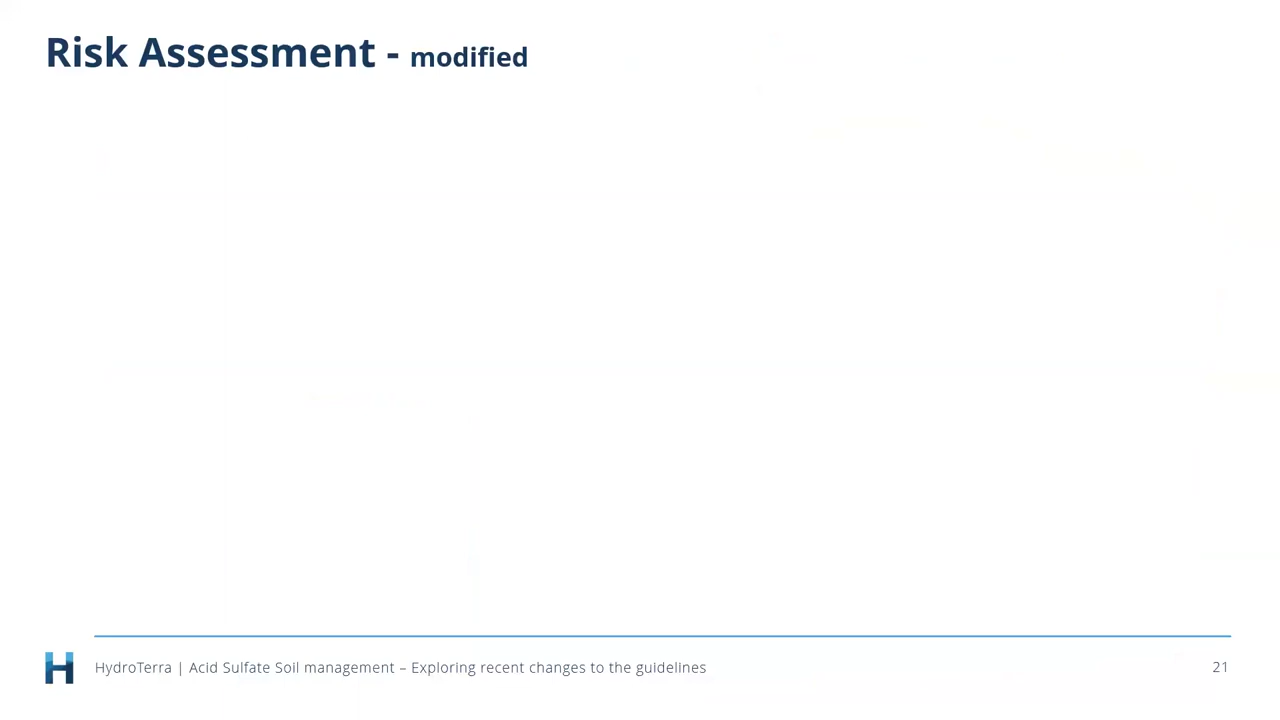 Risk Assessment - modified
HydroTerra | Acid Sulfate Soil management – Exploring recent changes to the guidelines
21